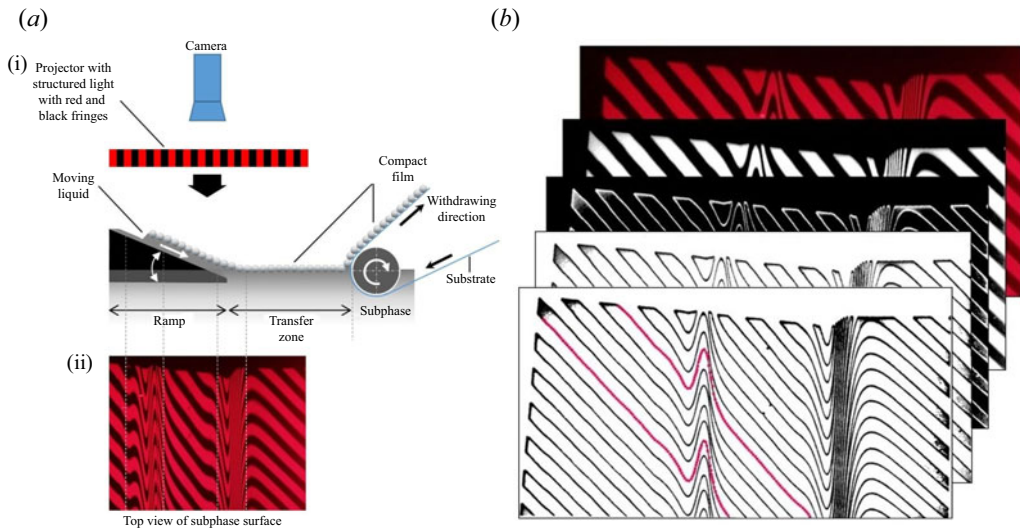 (a)
(b)
(i)
Camera
Projector with
structured light
with red and
black fringes
Moving
liquid
Compact
film
Withdrawing
direction
Substrate
Ramp
Transfer
zone
Subphase
(ii)
Top view of subphase surface